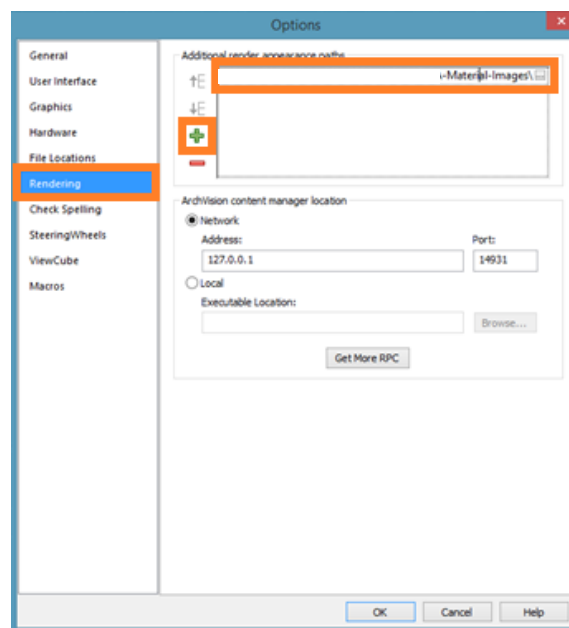 Options
General
User Interface
Graphics
Hardware
File Locations
Rendering
Check Spelling
SteeringWheels
ViewCube
Macros
Additional render appearance paths
-Material-Images\
ArchVision content manager location
Network
Address:
Port:
127.0.0.1
14931
Local
Executable Location:
Browse...
Get More RPC
OK
Cancel
Help